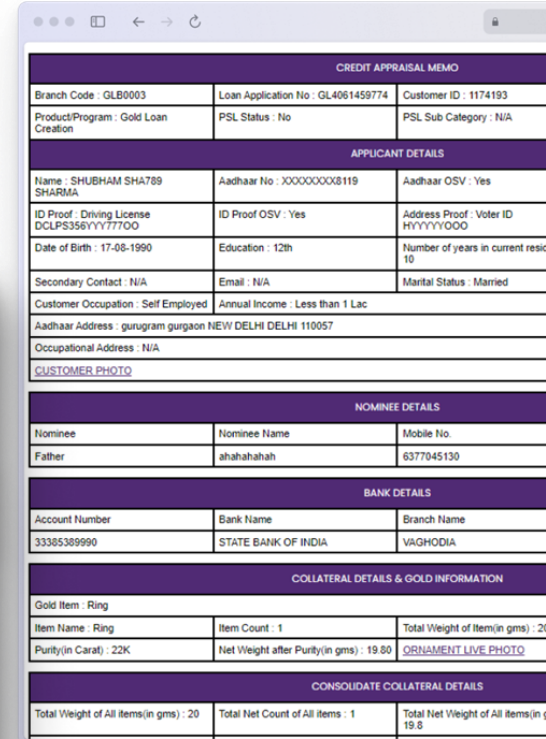 CREDIT APPRAISAL MEMO
Branch Code : GLB0003 Loan Application No : GL4061459774 Customer ID : 1174193
Product/Program : Gold Loan Creation PSL Status : No PSL Sub Category : N/A
APPLICANT DETAILS
Name : SHUBHAM SHA789 SHARMA Aadhaar No : XXXXXXXX8119 Aadhaar OSV : Yes
ID Proof : Driving License DCLPS356YYY777OO ID Proof OSV : Yes Address Proof : Voter ID HYYYYYOOO
Date of Birth : 17-08-1990 Education : 12th Number of years in current 10
Secondary Contact : N/A Email : N/A Marital Status : Married
Customer Occupation : Self Employed Annual Income : Less than 1 Lac
Aadhaar Address : gurugram gurgaon NEW DELHI DELHI 110057
Occupational Address : N/A
CUSTOMER PHOTO
NOMINEE DETAILS
Nominee Nominee Name Mobile No.
Father ahahahahah 6377045130
BANK DETAILS
Account Number Bank Name Branch Name
33385389990 STATE BANK OF INDIA VAGHODIA
COLLATERAL DETAILS & GOLD INFORMATION
Gold Item : Ring
Item Name : Ring Item Count : 1 Total Weight of Item(in gms) : 20
Purity(in Carat) : 22K Net Weight after Purity(in gms) : 19.80 ORNAMENT LIVE PHOTO
CONSOLIDATE COLLATERAL DETAILS
Total Weight of All items(in gms) : 20 Total Net Count of All items : 1 Total Net Weight of All items(in 19.8